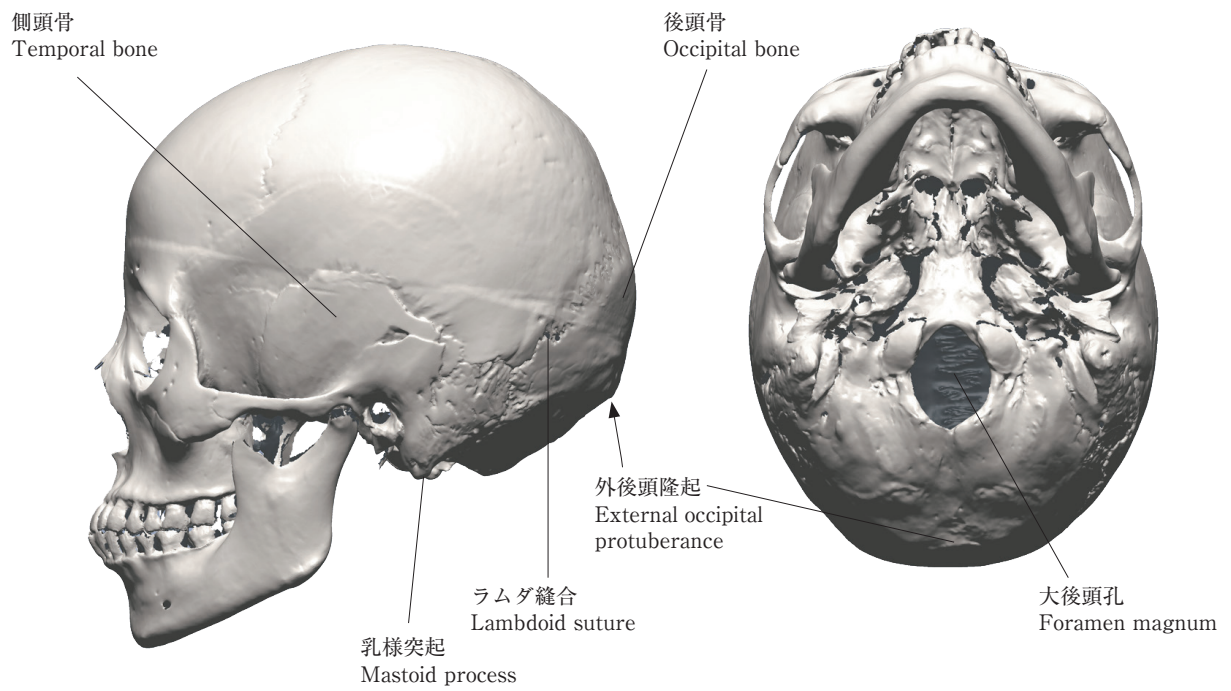 側頭骨
Temporal bone
後頭骨
Occipital bone
外後頭隆起
External occipital
protuberance
ラムダ縫合
Lambdoid suture
大後頭孔
Foramen magnum
乳様突起
Mastoid process